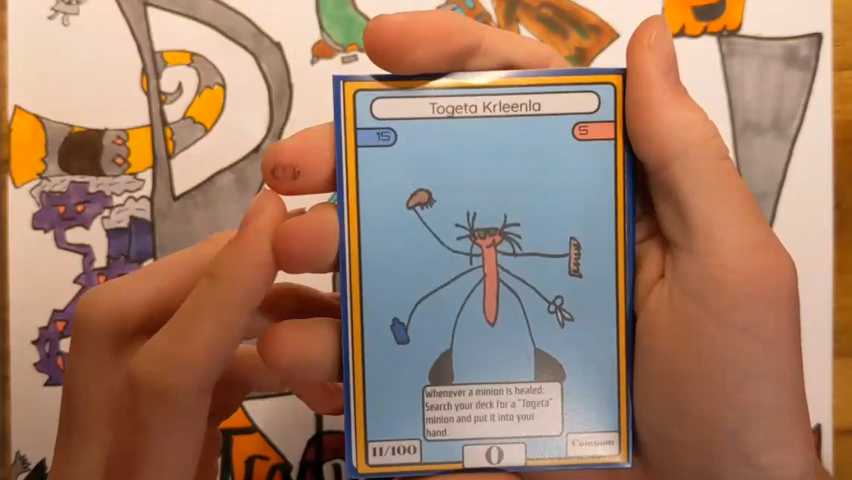 Togeta Krleenla
15
5
Whenever a minion is healed:
Search your deck for a "Togeta"
minion and put it into your
hand.
11/100
0
Common